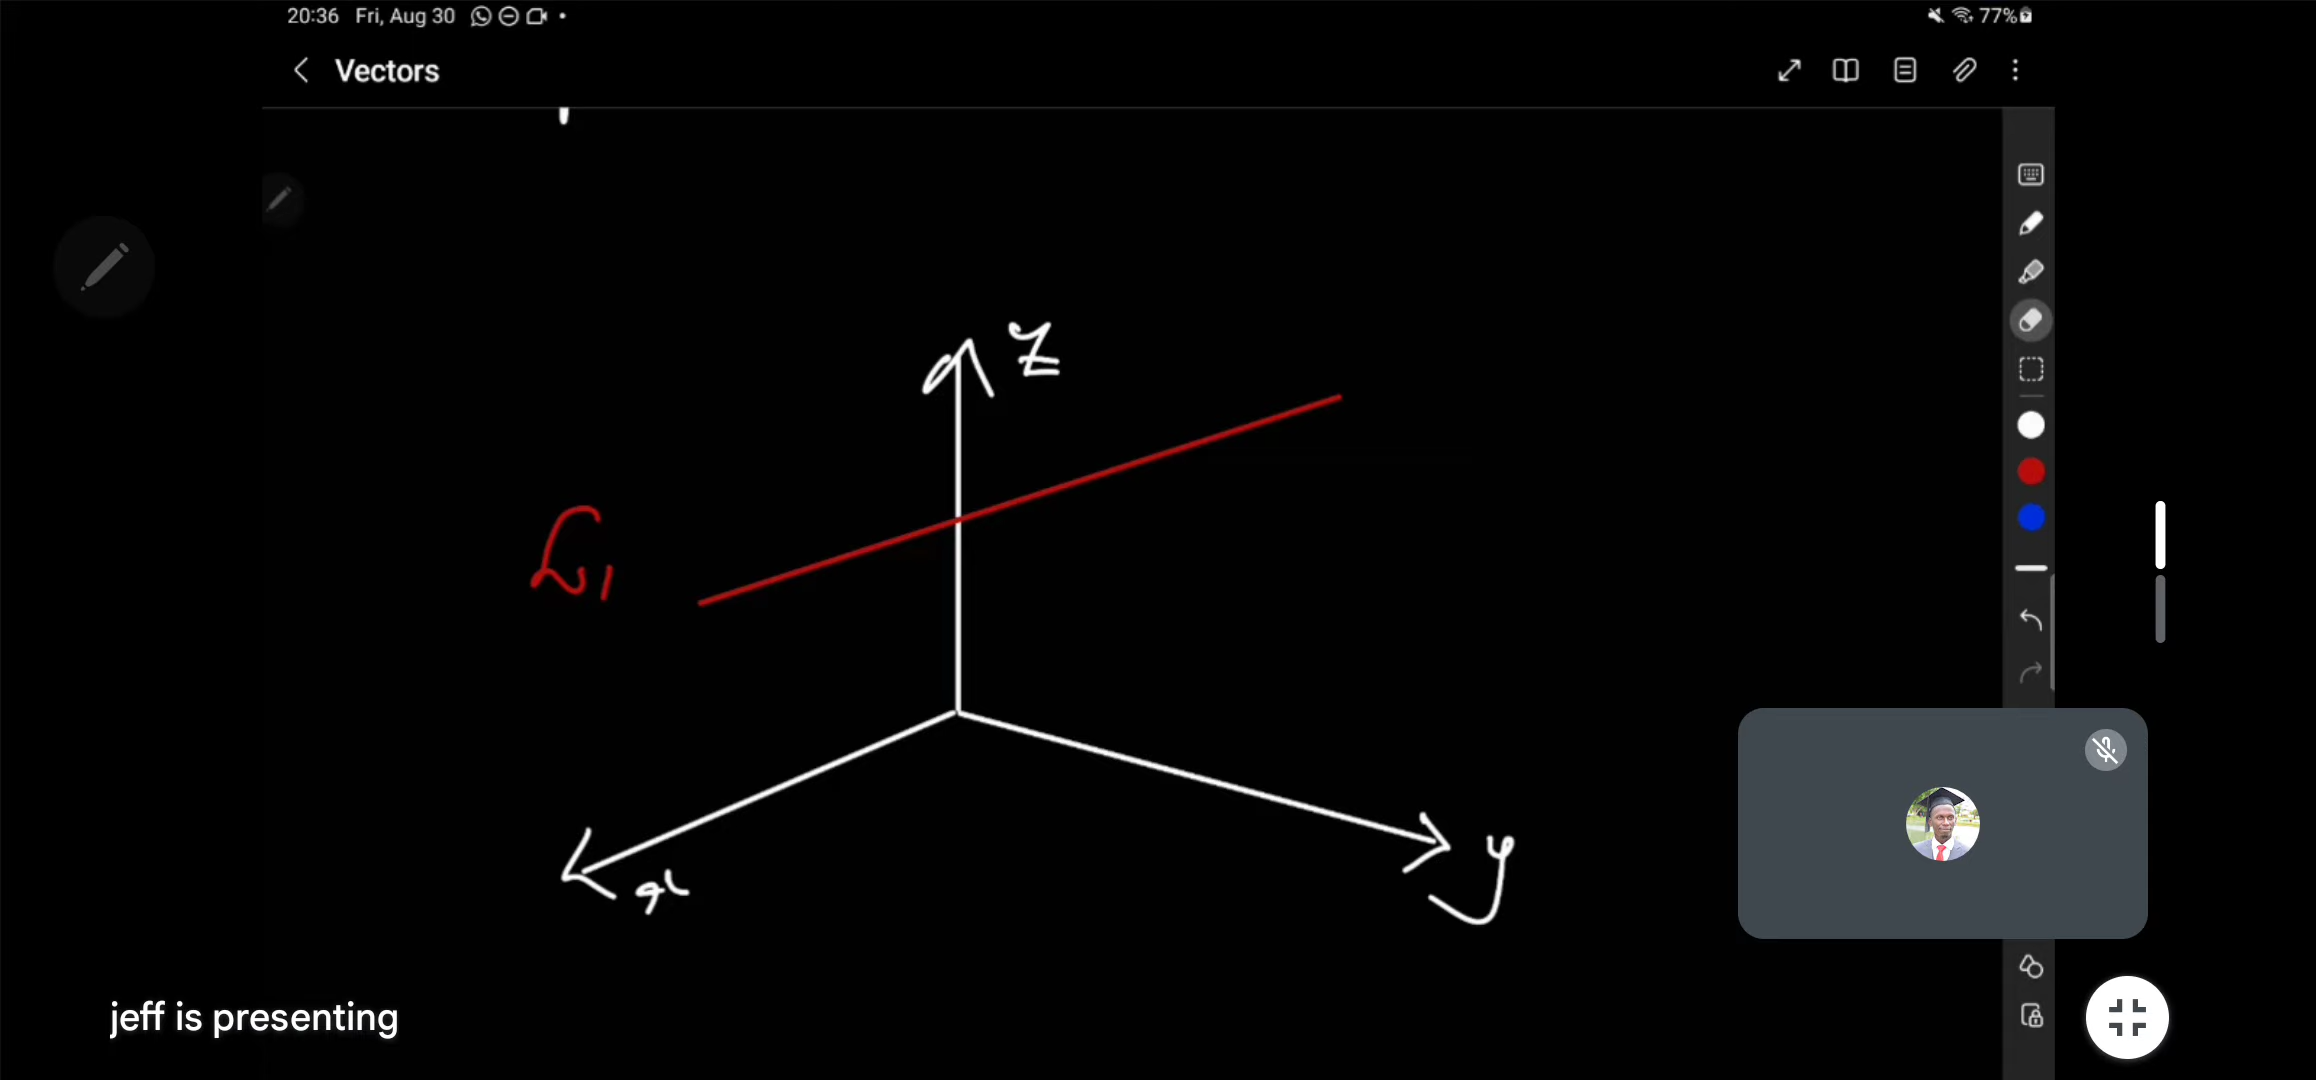 20:36 Fri, Aug 30 77%
Vectors
z
L1
x
y
jeff is presenting